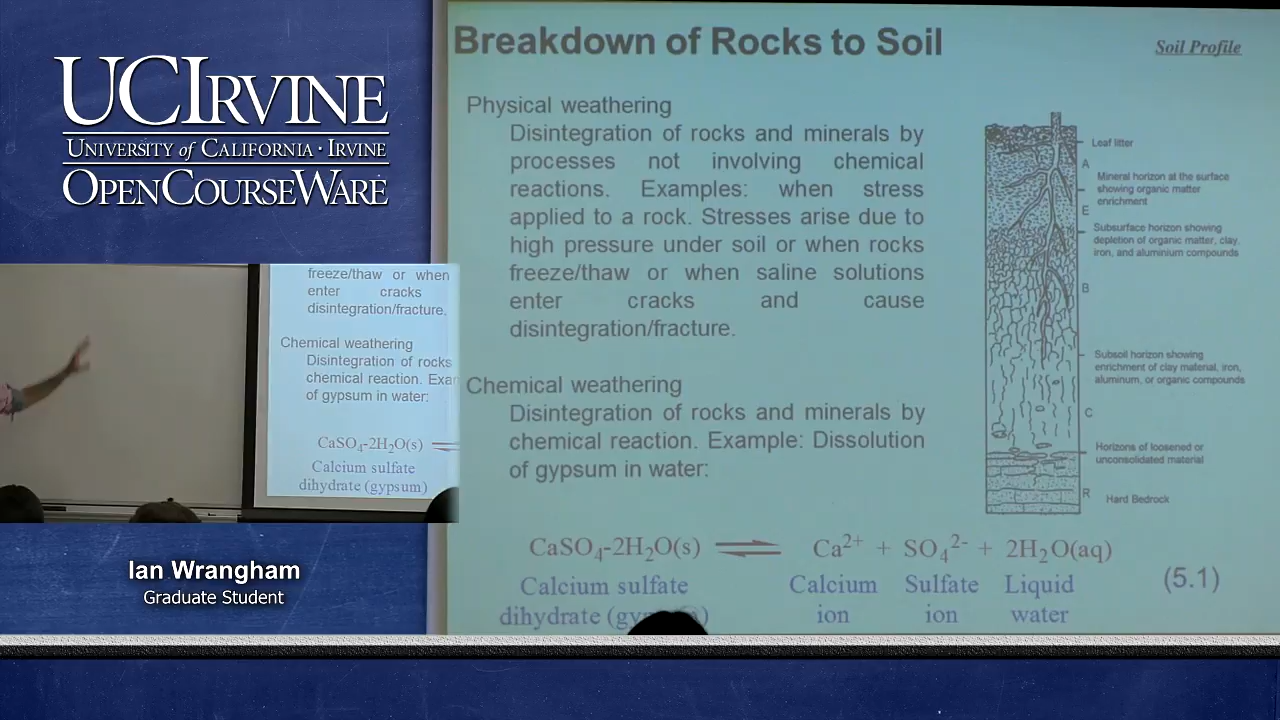 UCIRVINE
UNIVERSITY of CALIFORNIA · IRVINE
OPENCOURSEWARE
freeze/thaw or when
enter cracks
disintegration/fracture.
Chemical weathering
Disintegration of rocks
chemical reaction. Exa
of gypsum in water:
CaSO4-2H2O(s)
Calcium sulfate
dihydrate (gypsum)
Ian Wrangham
Graduate Student
Breakdown of Rocks to Soil
Soil Profile
Physical weathering
Disintegration of rocks and minerals by
processes not involving chemical
reactions. Examples: when stress
applied to a rock. Stresses arise due to
high pressure under soil or when rocks
freeze/thaw or when saline solutions
enter cracks and cause
disintegration/fracture.
Chemical weathering
Disintegration of rocks and minerals by
chemical reaction. Example: Dissolution
of gypsum in water:
Leaf litter
A
Mineral horizon at the surface
showing organic matter
enrichment
E
Subsurface horizon showing
depletion of organic matter, clay,
iron, and aluminium compounds
B
Subsoil horizon showing
enrichment of clay material, iron,
aluminum, or organic compounds
C
Horizons of loosened or
unconsolidated material
R
Hard Bedrock
CaSO4-2H2O(s) ⇌ Ca2+ + SO42- + 2H2O(aq)
(5.1)
Calcium sulfate
dihydrate
Calcium
ion
Sulfate
ion
Liquid
water